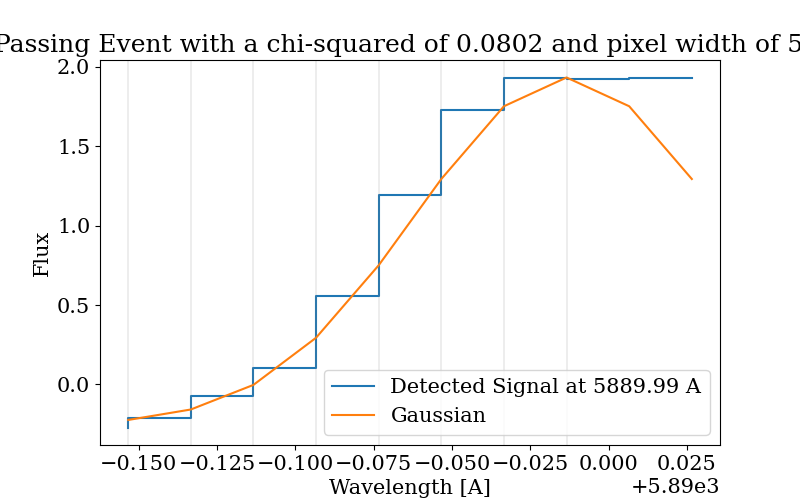 Passing Event with a chi-squared of 0.0802 and pixel width of 5
2.0
1.5
1.0
0.5
0.0
Flux
Detected Signal at 5889.99 A
Gaussian
−0.150 −0.125 −0.100 −0.075 −0.050 −0.025 0.000 0.025
Wavelength [A]
+5.89e3